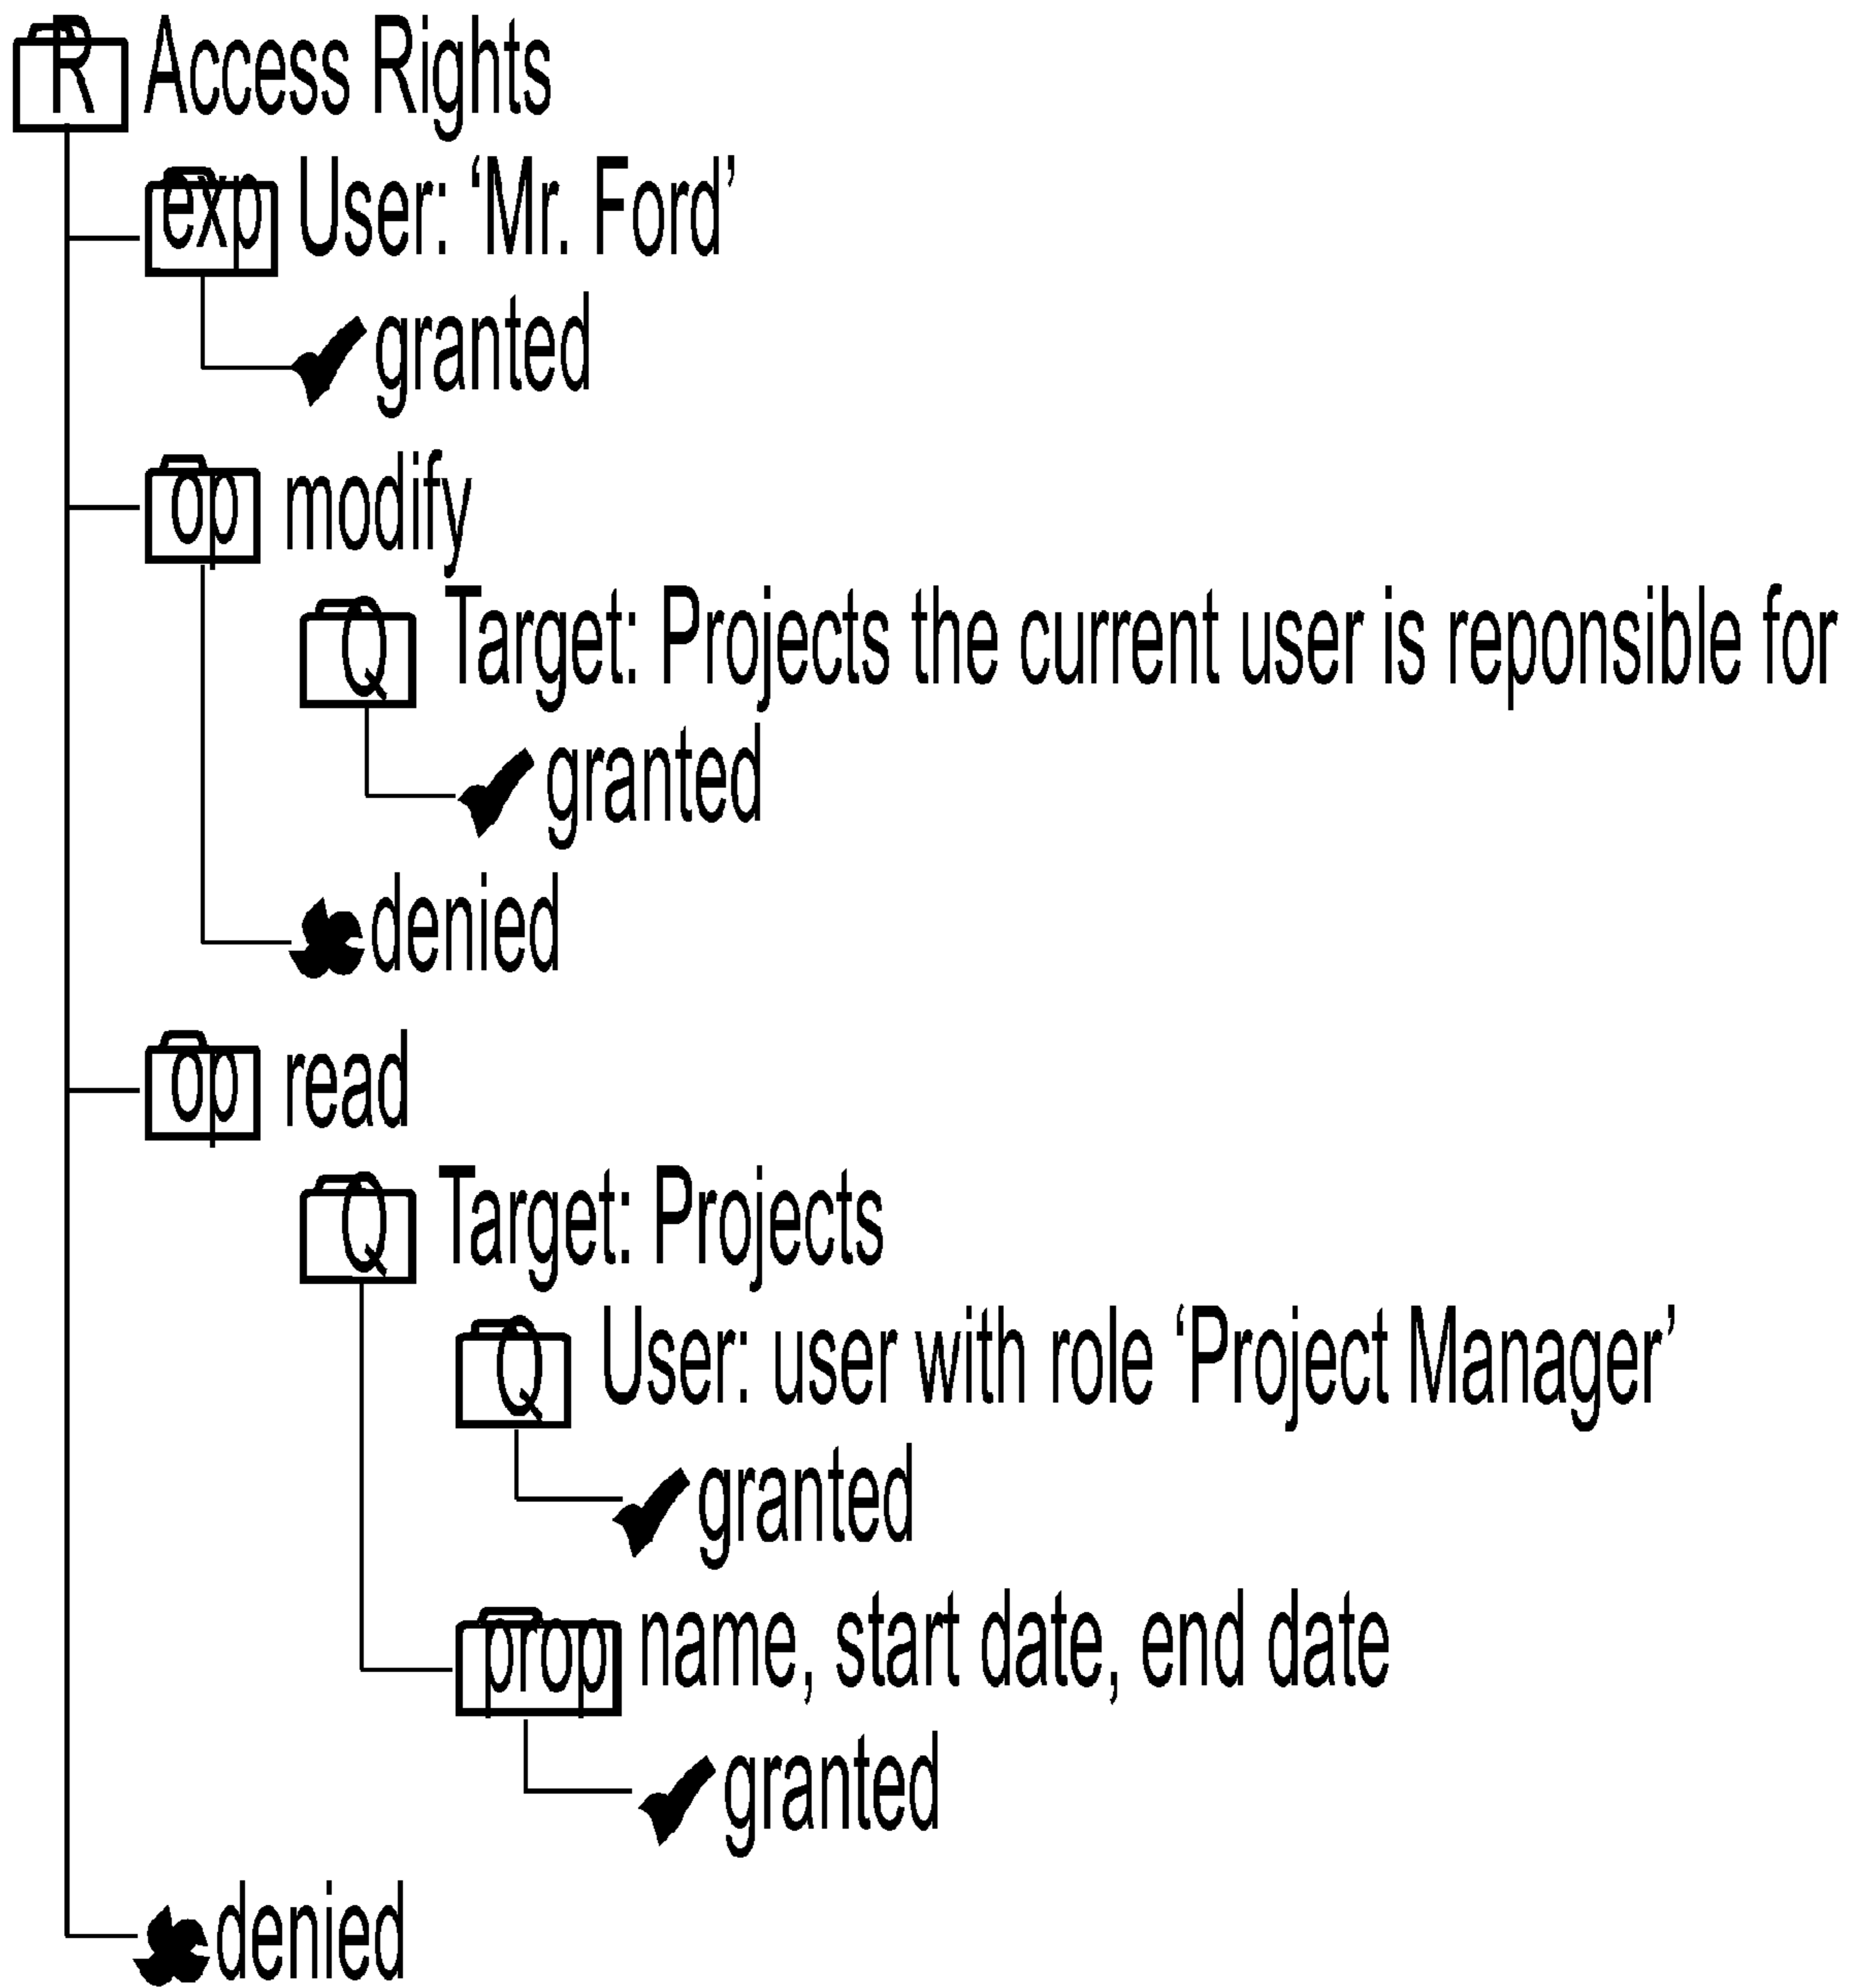 R Access Rights
exp User: ‘Mr. Ford’
granted
op modify
Q Target: Projects the current user is reponsible for
granted
denied
op read
Q Target: Projects
Q User: user with role ‘Project Manager’
granted
prop name, start date, end date
granted
denied